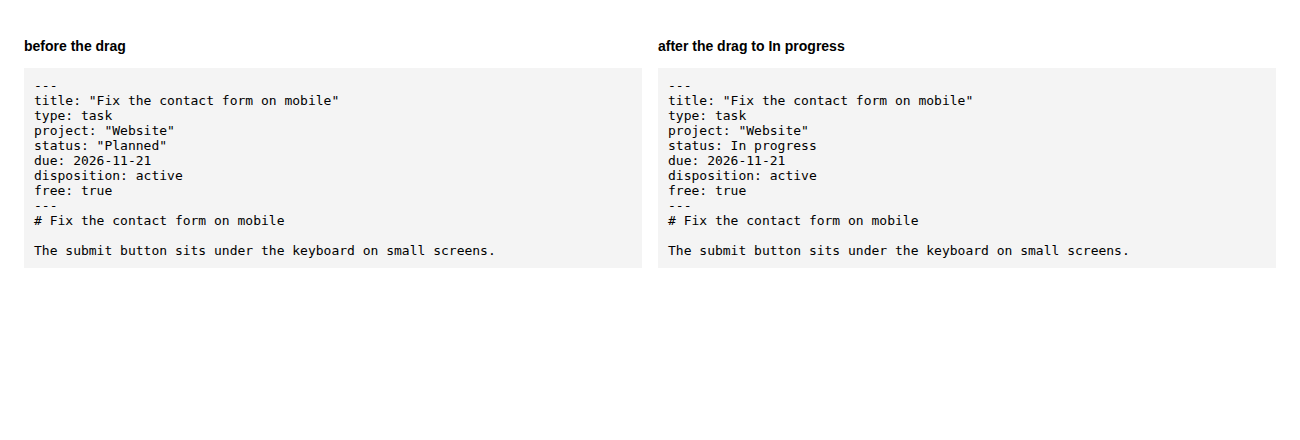 before the drag
---
title: "Fix the contact form on mobile"
type: task
project: "Website"
status: "Planned"
due: 2026-11-21
disposition: active
free: true
---
# Fix the contact form on mobile

The submit button sits under the keyboard on small screens.

after the drag to In progress
---
title: "Fix the contact form on mobile"
type: task
project: "Website"
status: In progress
due: 2026-11-21
disposition: active
free: true
---
# Fix the contact form on mobile

The submit button sits under the keyboard on small screens.